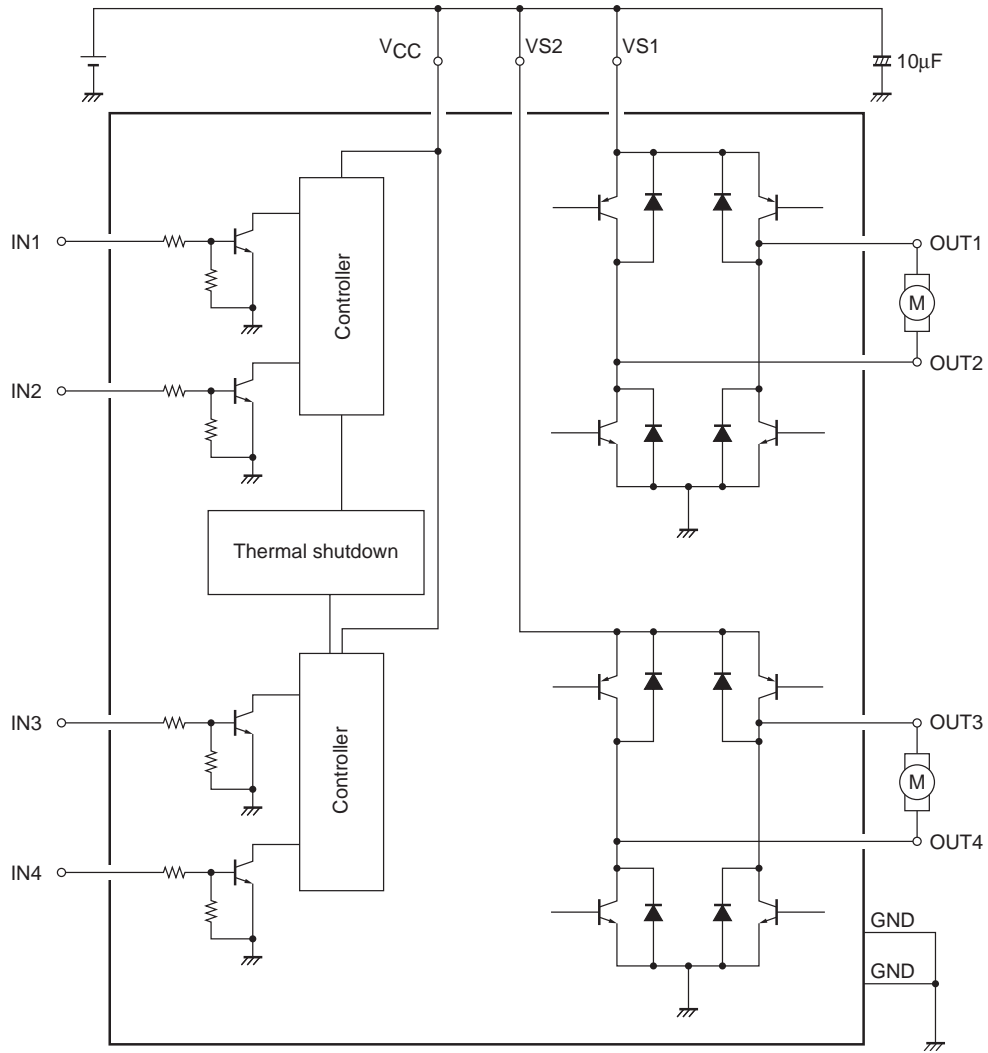 VCC
VS2
VS1
10μF
IN1
Controller
OUT1
M
IN2
OUT2
Thermal shutdown
IN3
Controller
OUT3
M
IN4
OUT4
GND
GND